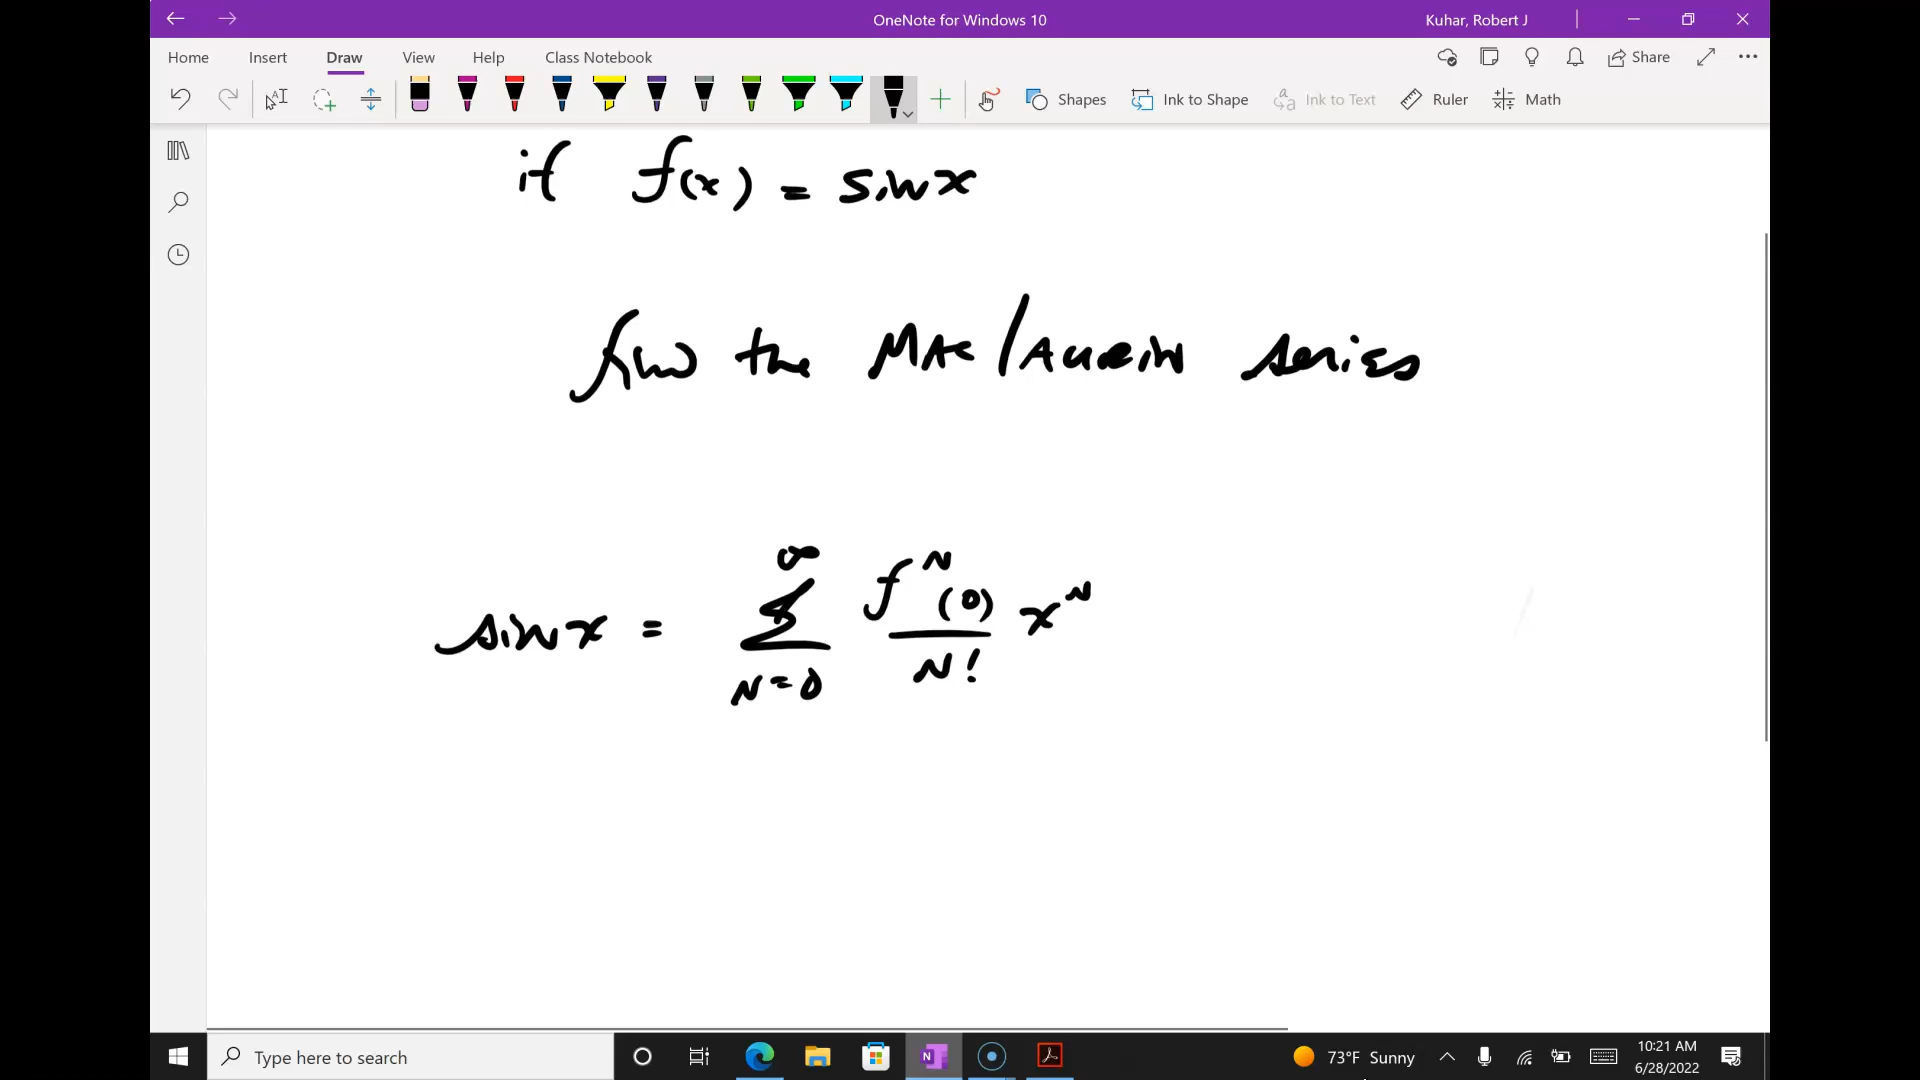 OneNote for Windows 10
Kuhar, Robert J
Home Insert Draw View Help Class Notebook Share
Shapes Ink to Shape Ink to Text Ruler Math
if f(x) = sin x
find the MAClAURIN series
sin x = ∞ ∑ N=0 f^N(0) / N! x^N
Type here to search
73°F Sunny
10:21 AM
6/28/2022